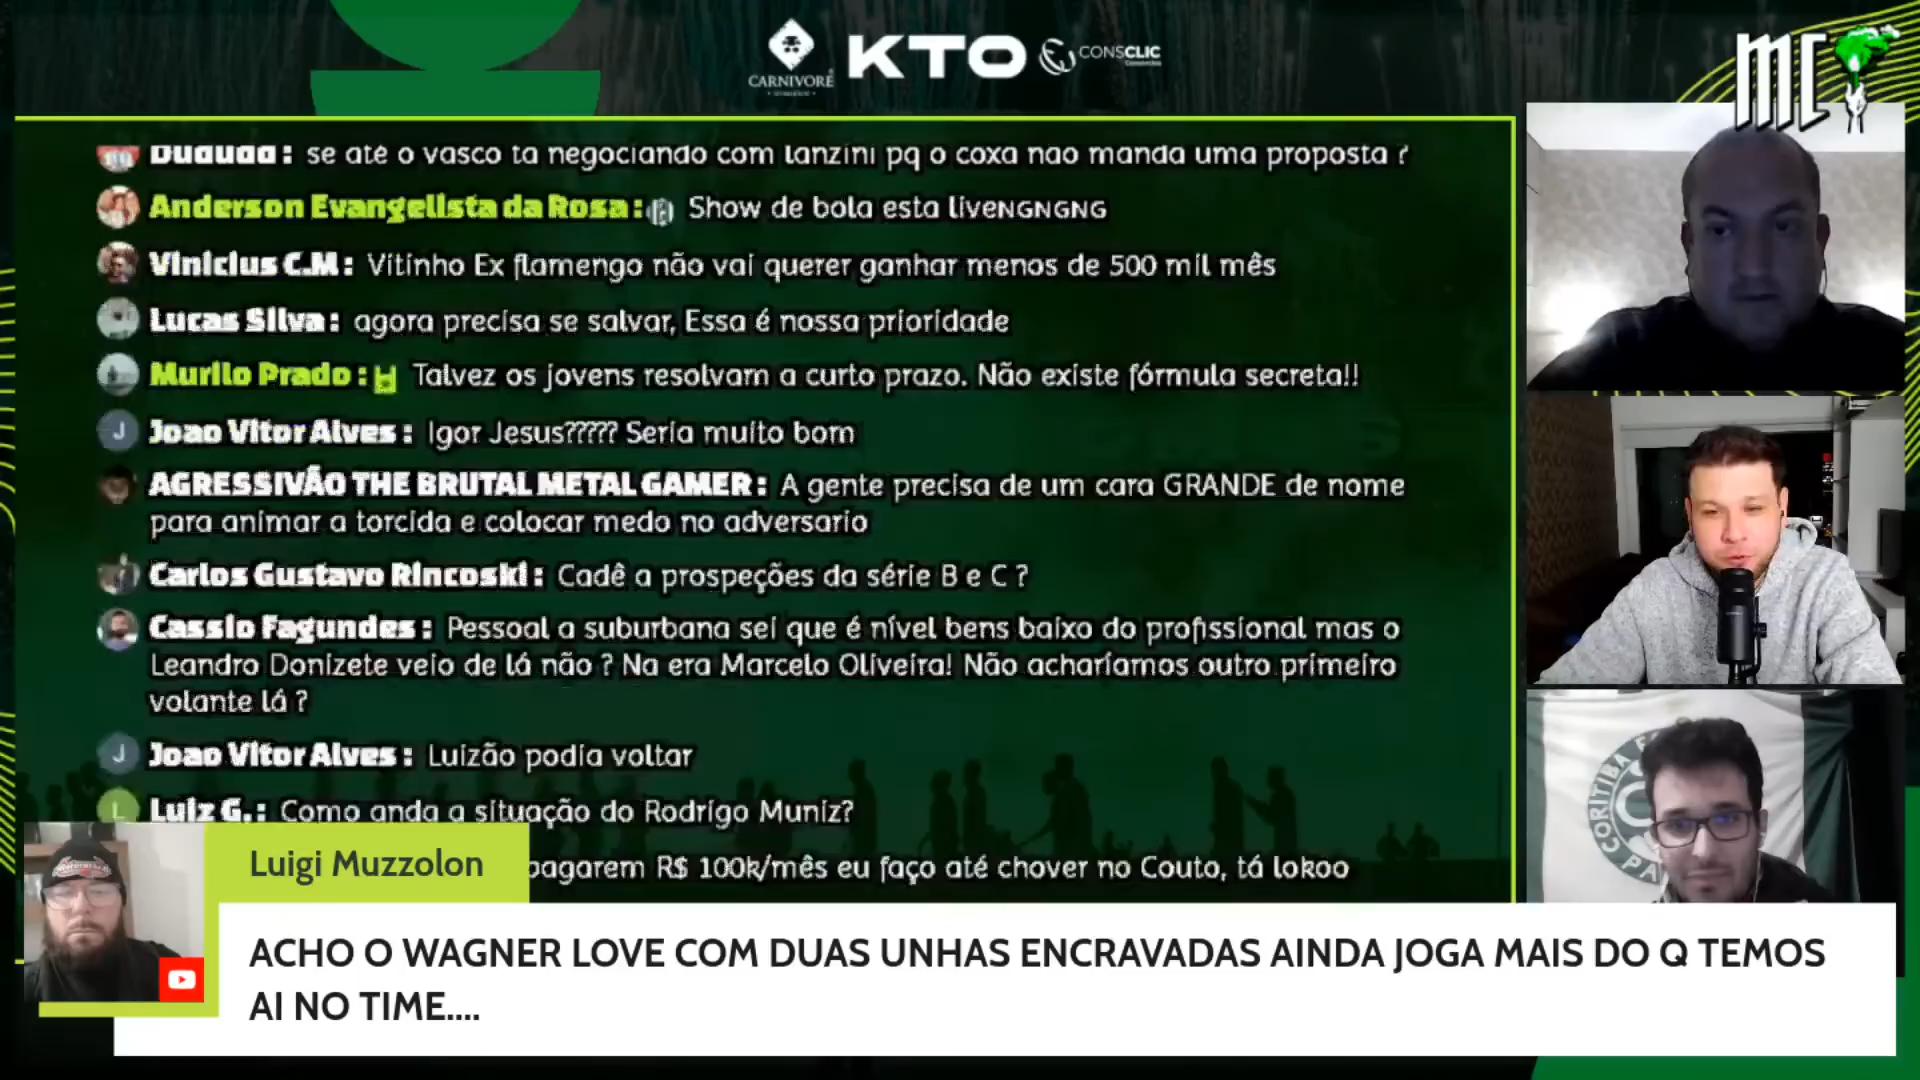 CARNIVORE
KTO
CONSCLIC
MC
Dududa: se até o vasco ta negociando com lanzini pq o coxa nao manda uma proposta ?
Anderson Evangelista da Rosa: Show de bola esta liveNGNGNG
Vinicius C.M: Vitinho Ex flamengo não vai querer ganhar menos de 500 mil mês
Lucas Silva: agora precisa se salvar, Essa é nossa prioridade
Murilo Prado: Talvez os jovens resolvam a curto prazo. Não existe fórmula secreta!!
J Joao Vitor Alves: Igor Jesus????? Seria muito bom
AGRESSIVÃO THE BRUTAL METAL GAMER: A gente precisa de um cara GRANDE de nome
para animar a torcida e colocar medo no adversario
Carlos Gustavo Rincoski: Cadê a prospeções da série B e C ?
Cassio Fagundes: Pessoal a suburbana sei que é nível bens baixo do profissional mas o
Leandro Donizete veio de lá não ? Na era Marcelo Oliveira! Não achariamos outro primeiro
volante lá ?
J Joao Vitor Alves: Luizão podia voltar
L Luiz G.: Como anda a situação do Rodrigo Muniz?
pagarem R$ 100k/mês eu faço até chover no Couto, tá lokoo
Luigi Muzzolon
ACHO O WAGNER LOVE COM DUAS UNHAS ENCRAVADAS AINDA JOGA MAIS DO Q TEMOS
AI NO TIME....
CORITIBA
PA